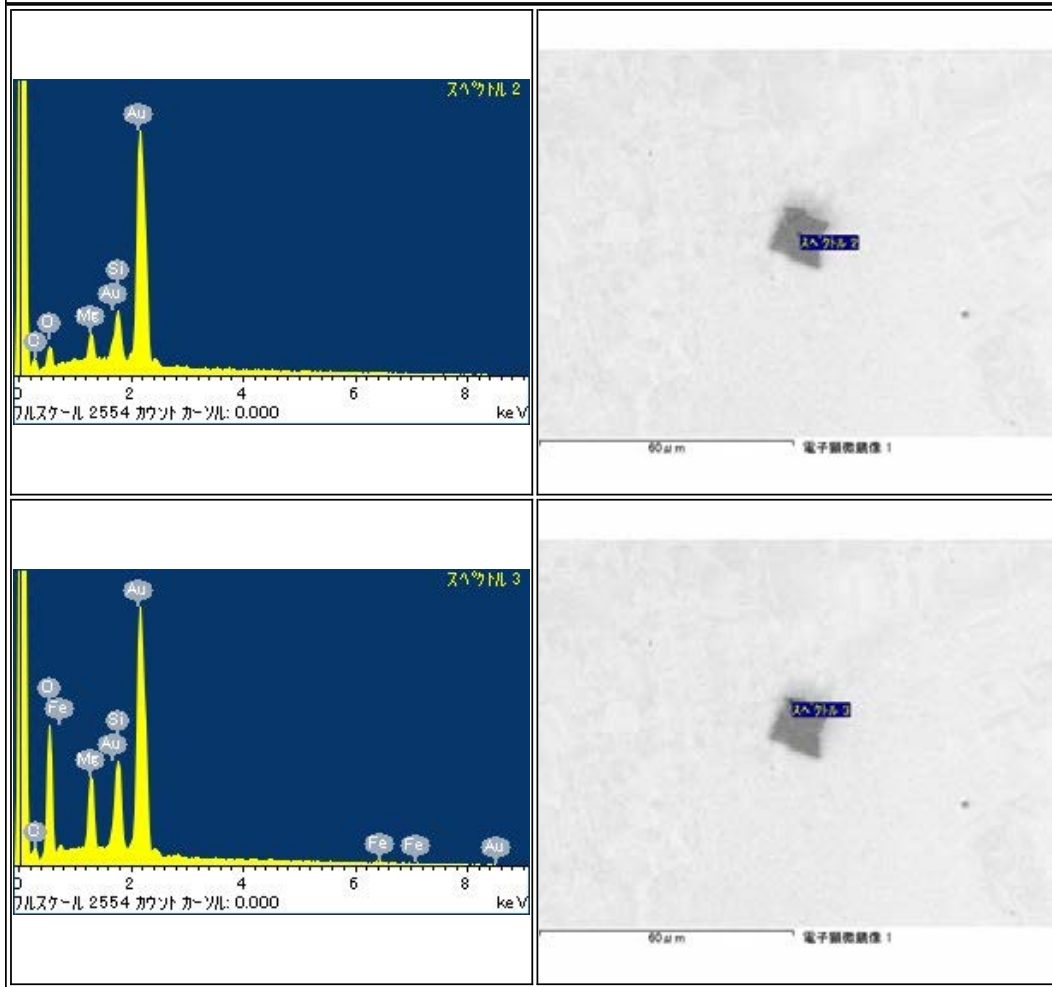 スペクトル 2
Au
Si
Au
O
Mg
C
0 2 4 6 8
フルスケール 2554 カウント カーソル: 0.000 keV
スペクトル 2
60μm 電子顕微鏡像 1
スペクトル 3
Au
O
Fe
Si
Au
Mg
C
Fe Fe Au
0 2 4 6 8
フルスケール 2554 カウント カーソル: 0.000 keV
スペクトル 3
60μm 電子顕微鏡像 1